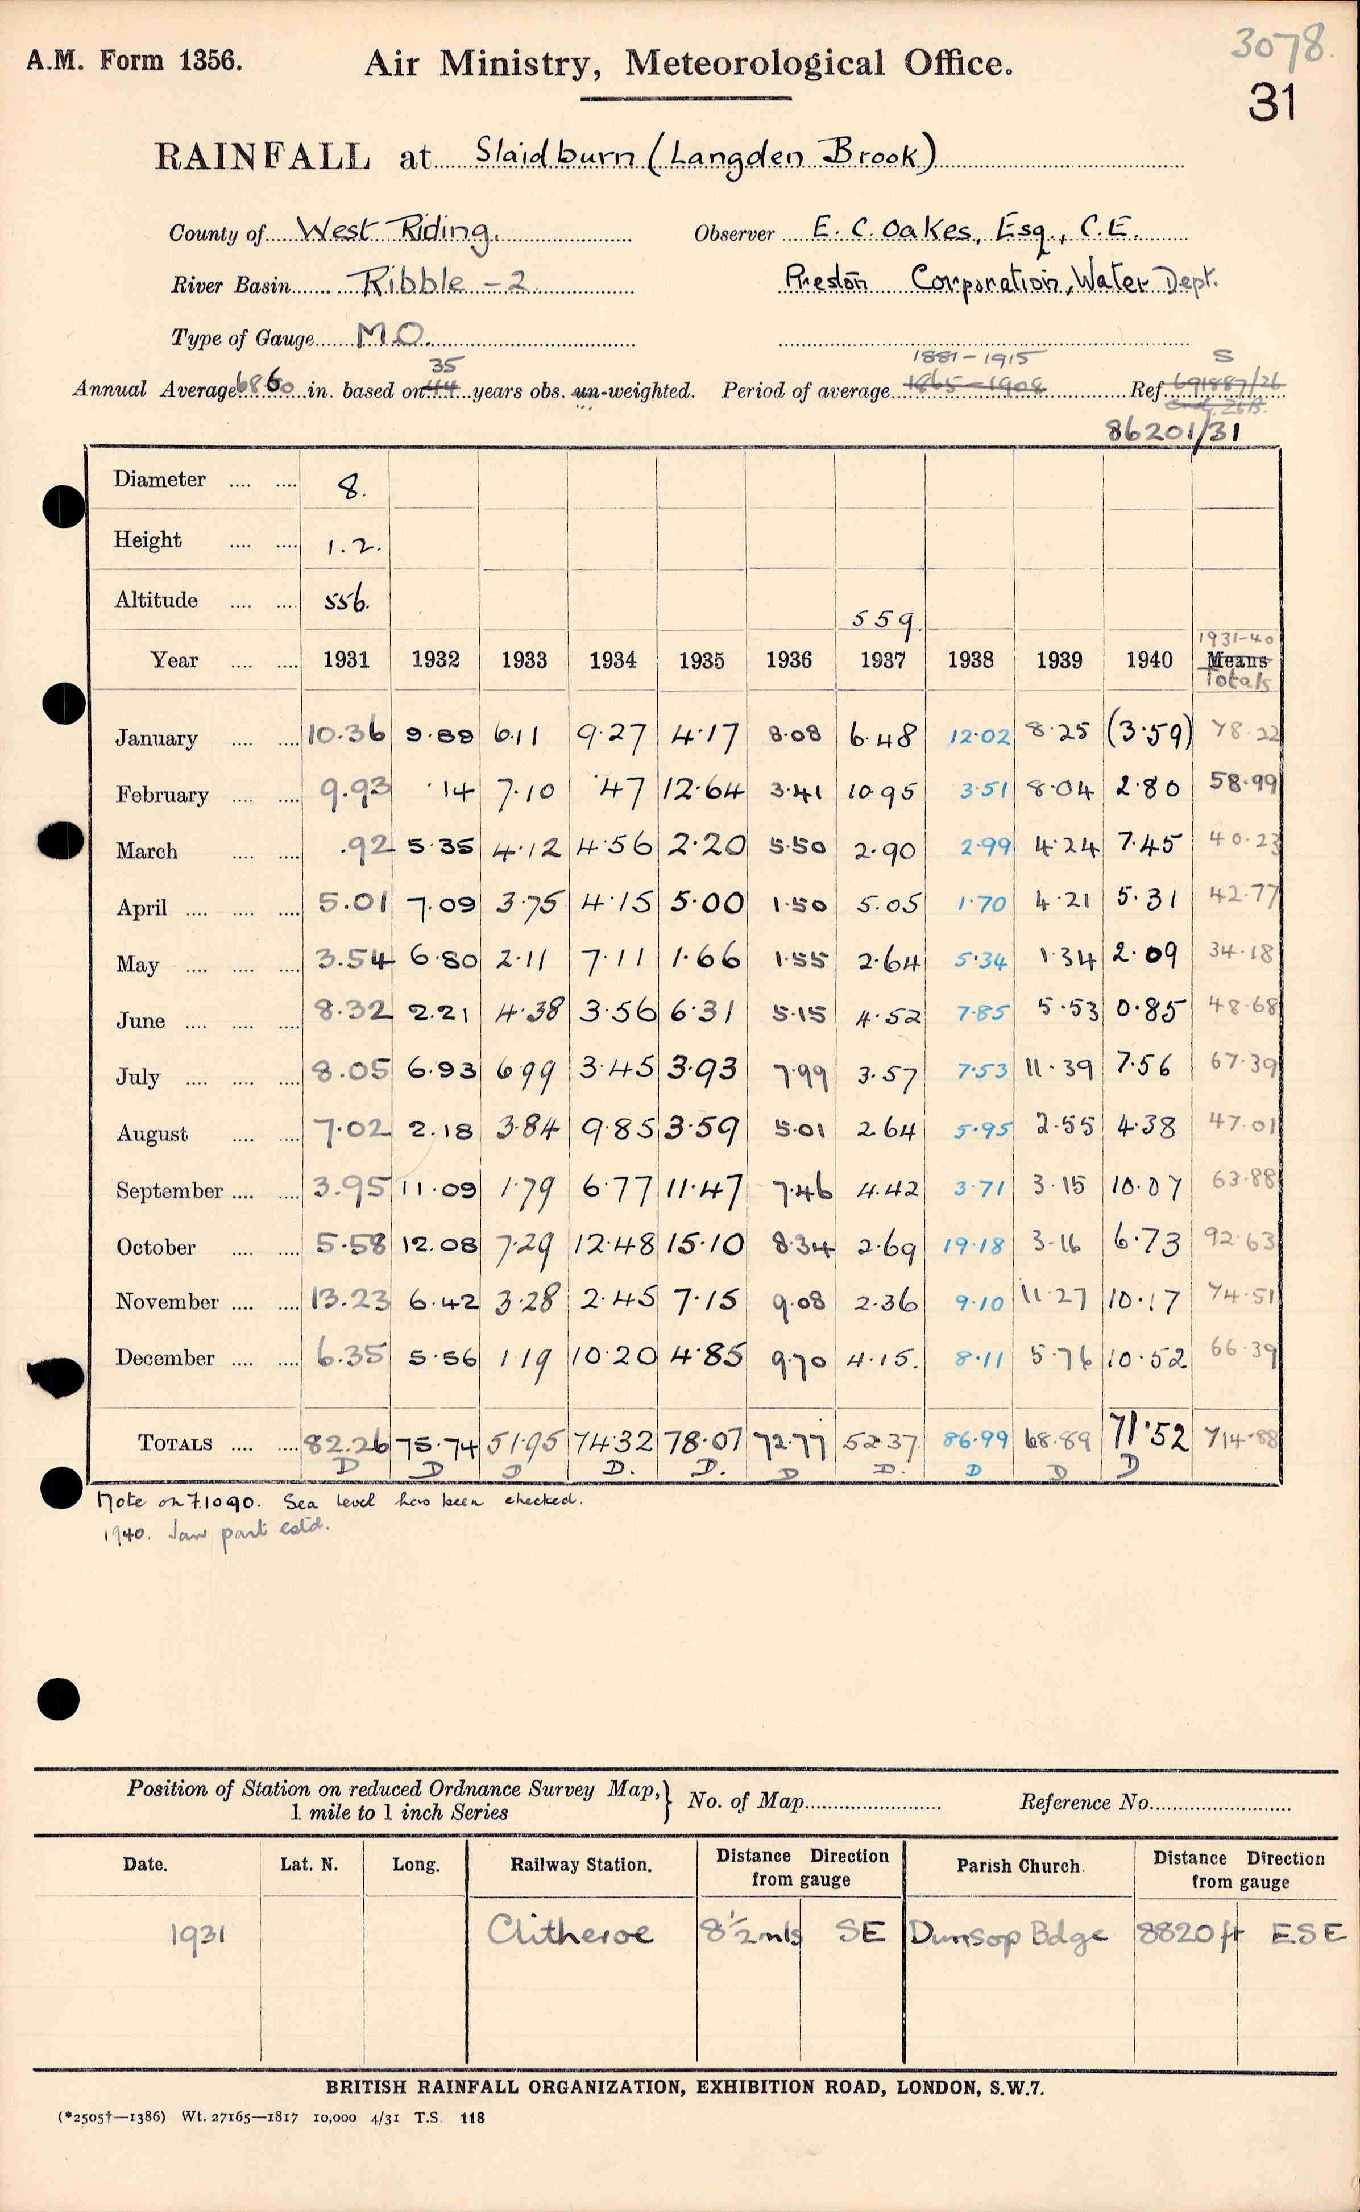 A.M. Form 1356.
Air Ministry, Meteorological Office.
3078.
31
RAINFALL at Slaidburn (Langden Brook)
County of West Riding. Observer E. C. Oakes, Esq., C.E.
River Basin Ribble - 2 Preston Corporation, Water Dept.
Type of Gauge M.O.
35 1881-1915 S
Annual Average 68 60 in. based on 44 years obs. un-weighted. Period of average 1865-1908 Ref. 691887/26
86201/31
Diameter .... .... 8.
Height .... .... 1.2.
Altitude .... .... 556. 559.
1931-40
Year .... .... 1931 1932 1933 1934 1935 1936 1937 1938 1939 1940 Means
Totals
January .... .... 10.36 9.89 6.11 9.27 4.17 8.08 6.48 12.02 8.25 (3.59) 78.22
February .... .... 9.93 .14 7.10 .47 12.64 3.41 10.95 3.51 8.04 2.80 58.99
March .... .... .92 5.35 4.12 4.56 2.20 5.50 2.90 2.99 4.24 7.45 40.23
April .... .... .... 5.01 7.09 3.75 4.15 5.00 1.50 5.05 1.70 4.21 5.31 42.77
May .... .... .... 3.54 6.80 2.11 7.11 1.66 1.55 2.64 5.34 1.34 2.09 34.18
June .... .... .... 8.32 2.21 4.38 3.56 6.31 5.15 4.52 7.85 5.53 0.85 48.68
July .... .... .... 8.05 6.93 6.99 3.45 3.93 7.99 3.57 7.53 11.39 7.56 67.39
August .... .... 7.02 2.18 3.84 9.85 3.59 5.01 2.64 5.95 2.55 4.38 47.01
September .... .... 3.95 11.09 1.79 6.77 11.47 7.46 4.42 3.71 3.15 10.07 63.88
October .... .... 5.58 12.08 7.29 12.48 15.10 8.34 2.69 19.18 3.16 6.73 92.63
November .... .... 13.23 6.42 3.28 2.45 7.15 9.08 2.36 9.10 11.27 10.17 74.51
December .... .... 6.35 5.56 1.19 10.20 4.85 9.70 4.15. 8.11 5.76 10.52 66.39
TOTALS .... .... 82.26 75.74 51.95 74.32 78.07 72.77 52.37 86.99 68.89 71.52 714.88
D D D D. D. D D. D D D
Note on 7.10 90. Sea level has been checked.
1940. Jan part estd.
Position of Station on reduced Ordnance Survey Map,} No. of Map Reference No.
1 mile to 1 inch Series
Date. Lat. N. Long. Railway Station. Distance Direction from gauge Parish Church. Distance Direction from gauge
1931 Clitheroe 8½ mls SE Dunsop Bdge 8820 ft ESE
BRITISH RAINFALL ORGANIZATION, EXHIBITION ROAD, LONDON, S.W.7.
(*2505†—1386) Wt. 27165—1817 10,000 4/31 T.S. 118